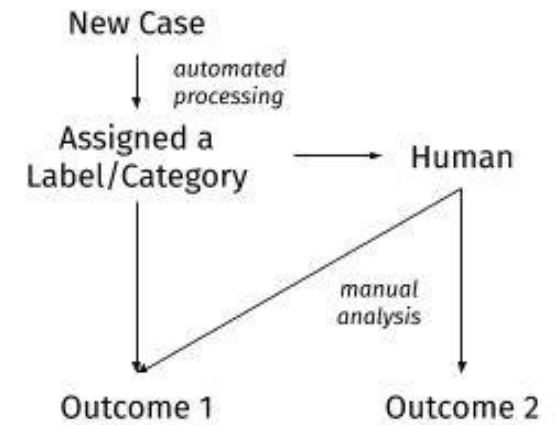 New Case
automated
processing
Assigned a
Label/Category
Human
manual
analysis
Outcome 1
Outcome 2